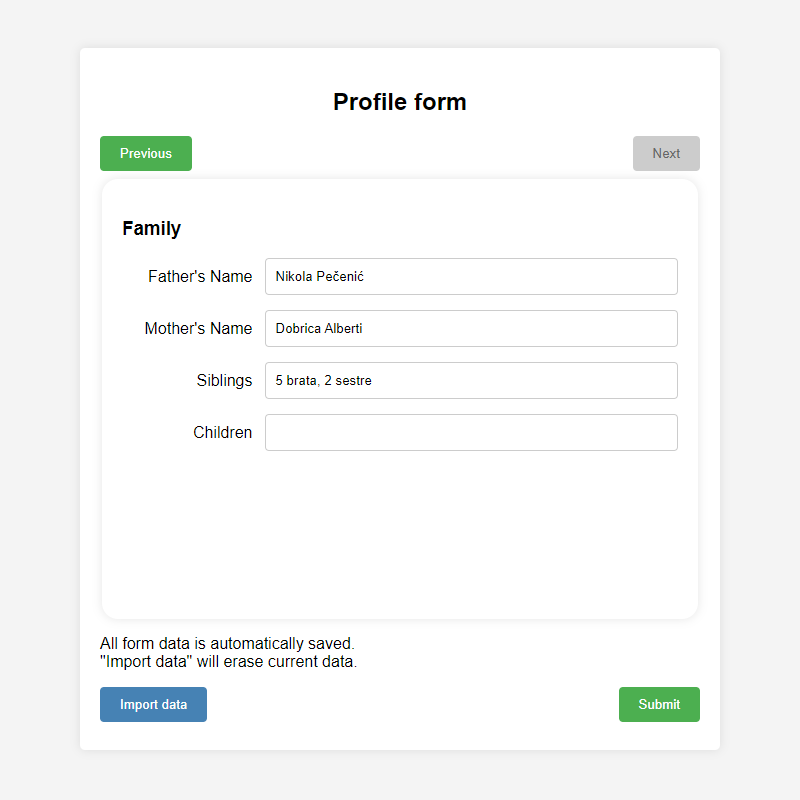 Profile form
Previous
Next
Family
Father's Name
Nikola Pečenić
Mother's Name
Dobrica Alberti
Siblings
5 brata, 2 sestre
Children
All form data is automatically saved.
"Import data" will erase current data.
Import data
Submit